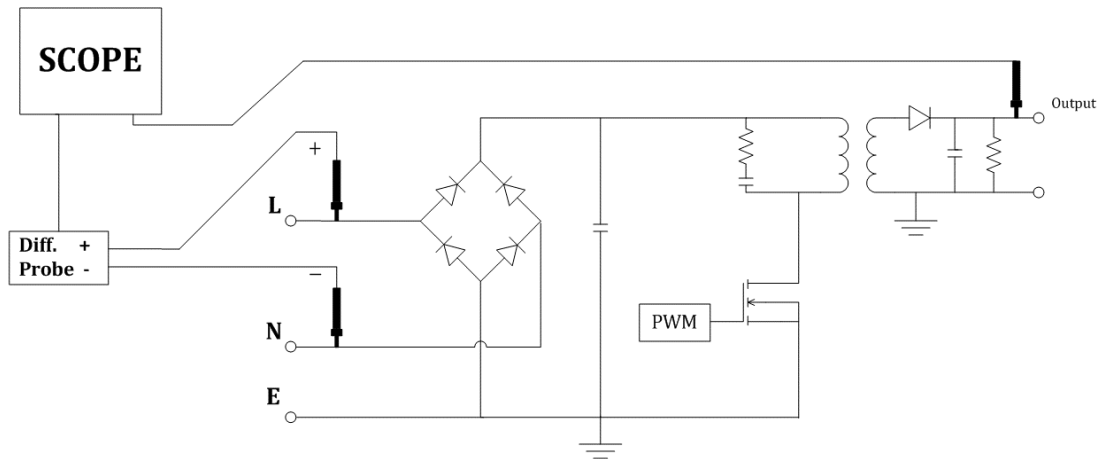 SCOPE
Output
+
L
Diff. +
Probe -
−
N
PWM
E